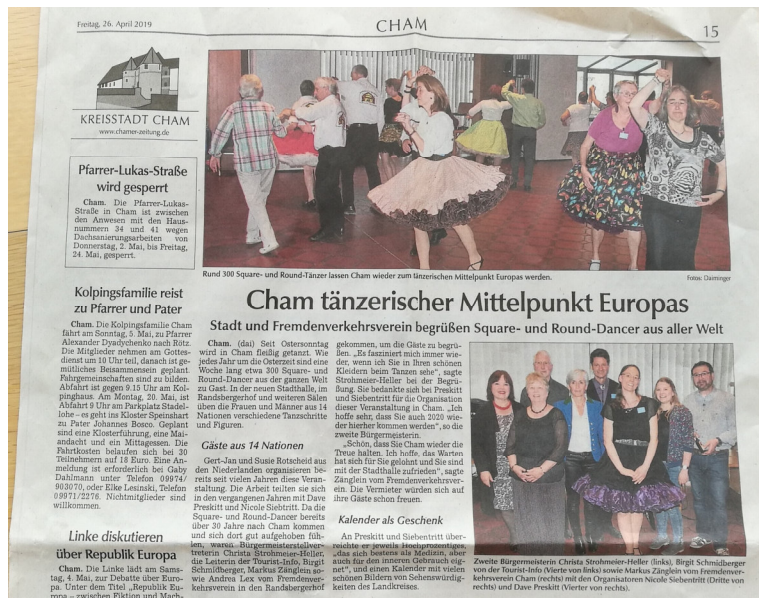 Freitag, 26. April 2019
CHAM
15
KREISSTADT CHAM
www.chamer-zeitung.de
Pfarrer-Lukas-Straße
wird gesperrt
Cham. Die Pfarrer-Lukas-
Straße in Cham ist zwischen
den Anwesen mit den Haus-
nummern 34 und 41 wegen
Dachsanierungsarbeiten von
Donnerstag, 2. Mai, bis Freitag,
24. Mai, gesperrt.
Kolpingsfamilie reist
zu Pfarrer und Pater
Cham. Die Kolpingsfamilie Cham
fährt am Sonntag, 5. Mai, zu Pfarrer
Alexander Dyadychenko nach Rötz.
Die Mitglieder nehmen am Gottes-
dienst um 10 Uhr teil, danach ist ge-
mütliches Beisammensein geplant.
Fahrgemeinschaften sind zu bilden.
Abfahrt ist gegen 9.15 Uhr am Kol-
pinghaus. Am Montag, 20. Mai, ist
Abfahrt 9 Uhr am Parkplatz Stadel-
lohe – es geht ins Kloster Speinshart
zu Pater Johannes Bosco. Geplant
sind eine Klosterführung, eine Mai-
andacht und ein Mittagessen. Die
Fahrtkosten belaufen sich bei 30
Teilnehmern auf 18 Euro. Eine An-
meldung ist erforderlich bei Gaby
Dahlmann unter Telefon 09974/
903070, oder Elke Lesinski, Telefon
09971/2276. Nichtmitglieder sind
willkommen.
Linke diskutieren
über Republik Europa
Cham. Die Linke lädt am Sams-
tag, 4. Mai, zur Debatte über Euro-
pa. Unter dem Titel „Republik Eu-
ropa – zwischen Fiktion und Mach-
Rund 300 Square- und Round-Tänzer lassen Cham wieder zum tänzerischen Mittelpunkt Europas werden.
Fotos: Daiminger
Cham tänzerischer Mittelpunkt Europas
Stadt und Fremdenverkehrsverein begrüßen Square- und Round-Dancer aus aller Welt
Cham. (dai) Seit Ostersonntag
wird in Cham fleißig getanzt. Wie
jedes Jahr um die Osterzeit sind eine
Woche lang etwa 300 Square- und
Round-Dancer aus der ganzen Welt
zu Gast. In der neuen Stadthalle, im
Randsbergerhof und weiteren Sälen
üben die Frauen und Männer aus 14
Nationen verschiedene Tanzschritte
und Figuren.
Gäste aus 14 Nationen
Gert-Jan und Susie Rotscheid aus
den Niederlanden organisieren be-
reits seit vielen Jahren diese Veran-
staltung. Die Arbeit teilten sie sich
in den vergangenen Jahren mit Dave
Preskitt und Nicole Siebtritt. Da die
Square- und Round-Dancer bereits
über 30 Jahre nach Cham kommen
und sich dort gut aufgehoben füh-
len, waren Bürgermeisterstellver-
treterin Christa Strohmeier-Heller,
die Leiterin der Tourist-Info, Birgit
Schmidberger, Markus Zänglein so-
wie Andrea Lex vom Fremdenver-
kehrsverein in den Randsbergerhof
gekommen, um die Gäste zu begrü-
ßen. „Es fasziniert mich immer wie-
der, wenn ich Sie in Ihren schönen
Kleidern beim Tanzen sehe“, sagte
Strohmeier-Heller bei der Begrü-
ßung. Sie bedankte sich bei Preskitt
und Siebentritt für die Organisation
dieser Veranstaltung in Cham. „Ich
hoffe sehr, dass Sie auch 2020 wie-
der hierher kommen werden“, so die
zweite Bürgermeisterin.
„Schön, dass Sie Cham wieder die
Treue halten. Ich hoffe, das Warten
hat sich für Sie gelohnt und Sie sind
mit der Stadthalle zufrieden“, sagte
Zänglein vom Fremdenverkehrsver-
ein. Die Vermieter würden sich auf
ihre Gäste schon freuen.
Kalender als Geschenk
An Preskitt und Siebentritt über-
reichte er jeweils Hochprozentiges,
„das sich bestens als Medizin, aber
auch für den inneren Gebrauch eig-
net“, und einen Kalender mit vielen
schönen Bildern von Sehenswürdig-
keiten des Landkreises.
Zweite Bürgermeisterin Christa Strohmeier-Heller (links), Birgit Schmidberger
von der Tourist-Info (Vierte von links) sowie Markus Zänglein vom Fremdenver-
kehrsverein Cham (rechts) mit den Organisatoren Nicole Siebentritt (Dritte von
rechts) und Dave Preskitt (Vierter von rechts).